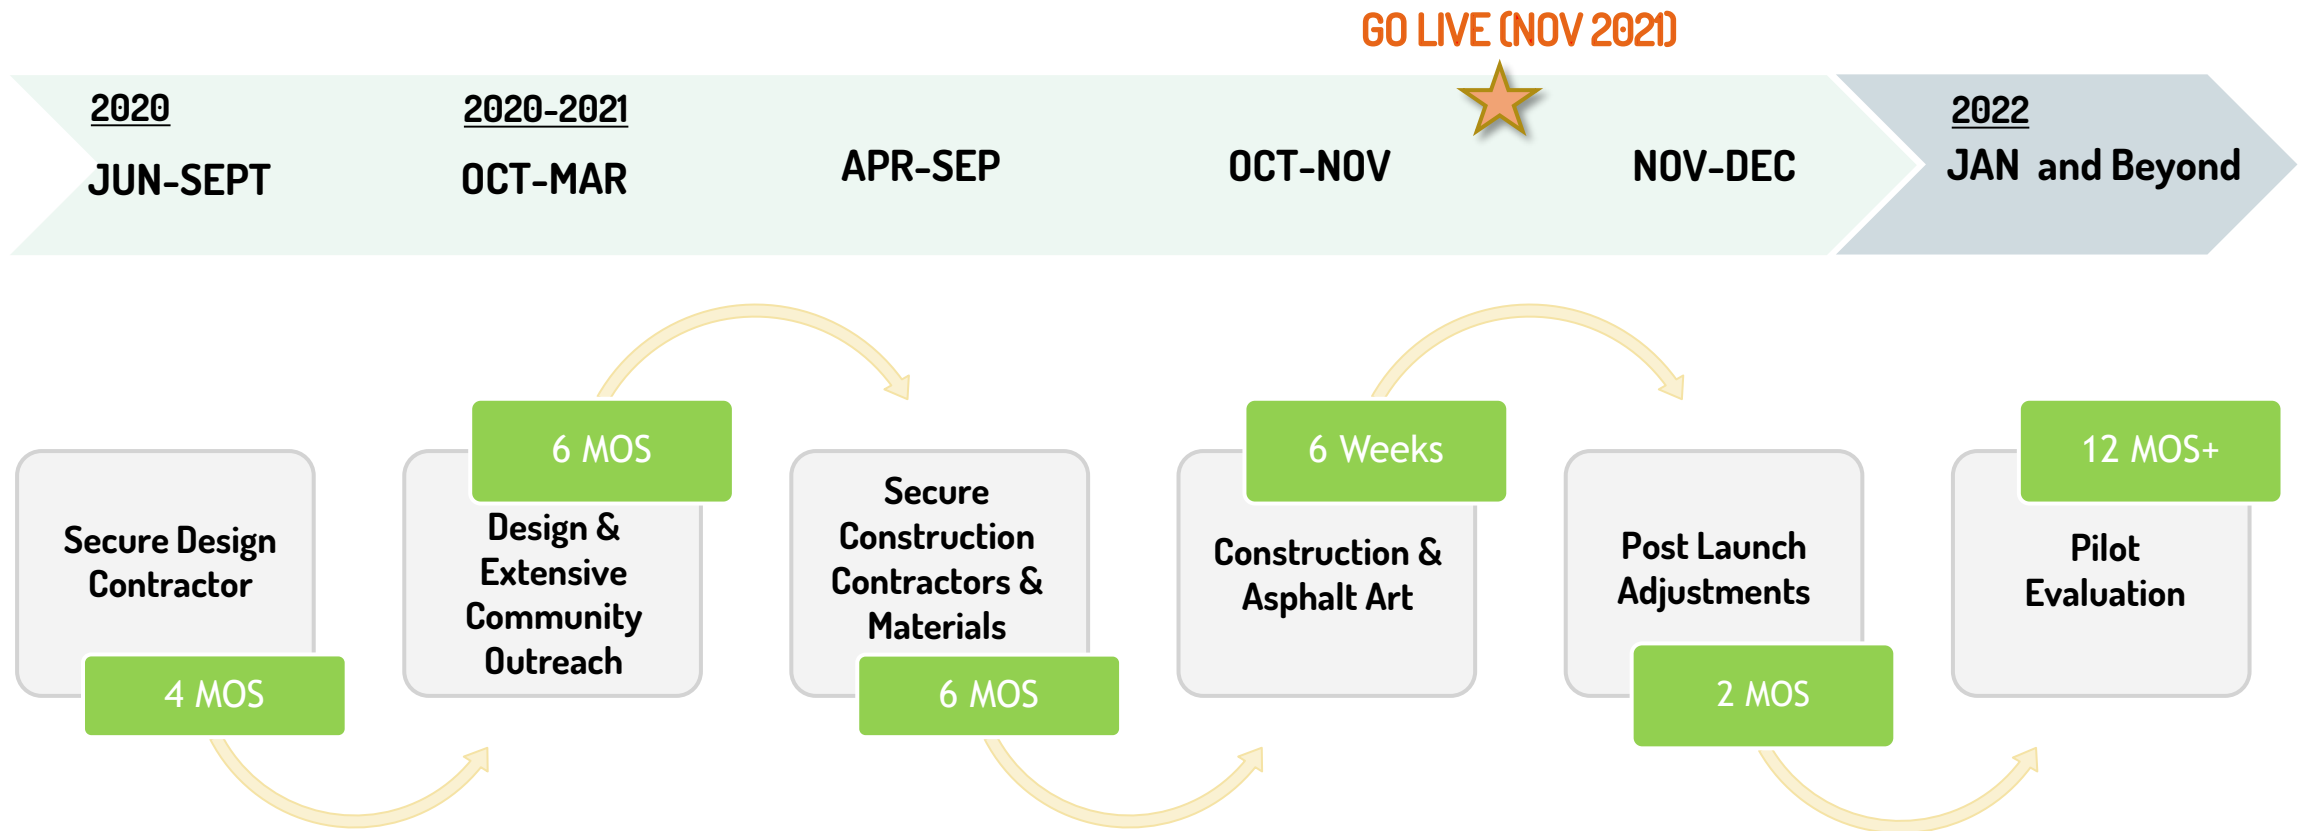 GO LIVE (NOV 2021)
2020
JUN-SEPT
2020-2021
OCT-MAR
APR-SEP
OCT-NOV
NOV-DEC
2022
JAN and Beyond
Secure Design
Contractor
4 MOS
6 MOS
Design &
Extensive
Community
Outreach
Secure
Construction
Contractors &
Materials
6 MOS
6 Weeks
Construction &
Asphalt Art
Post Launch
Adjustments
2 MOS
12 MOS+
Pilot
Evaluation